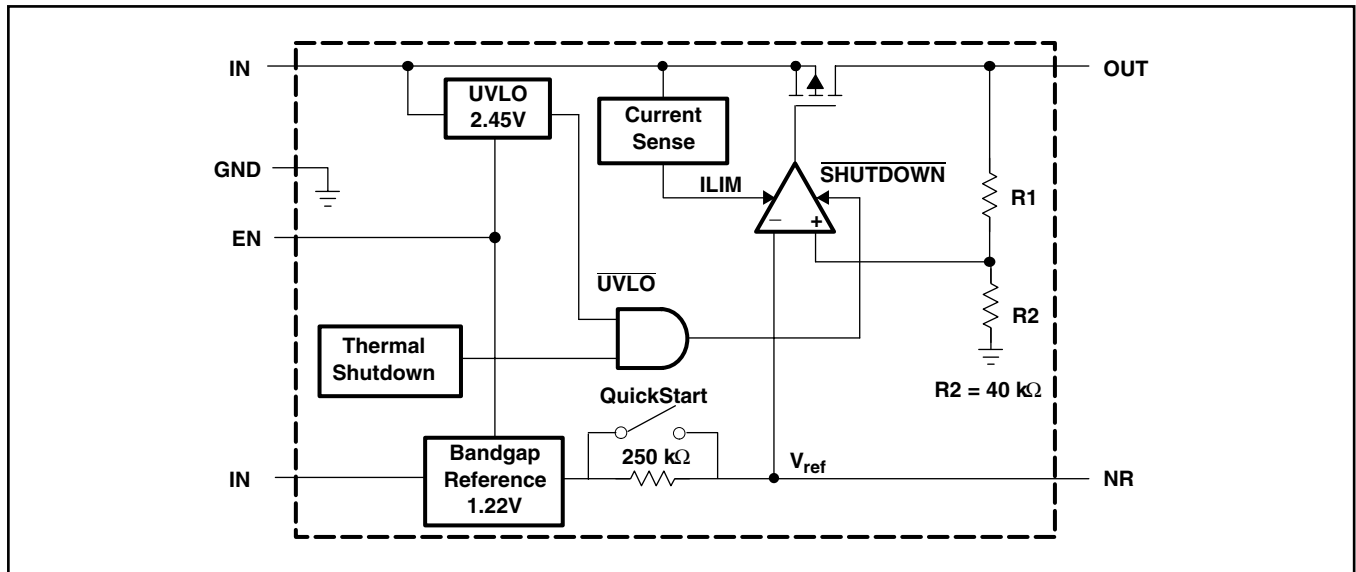 IN
OUT
UVLO
2.45V
Current
Sense
GND
SHUTDOWN
ILIM
R1
− +
EN
UVLO
R2
Thermal
Shutdown
R2 = 40 kΩ
QuickStart
250 kΩ
Bandgap
Reference
1.22V
Vref
IN
NR